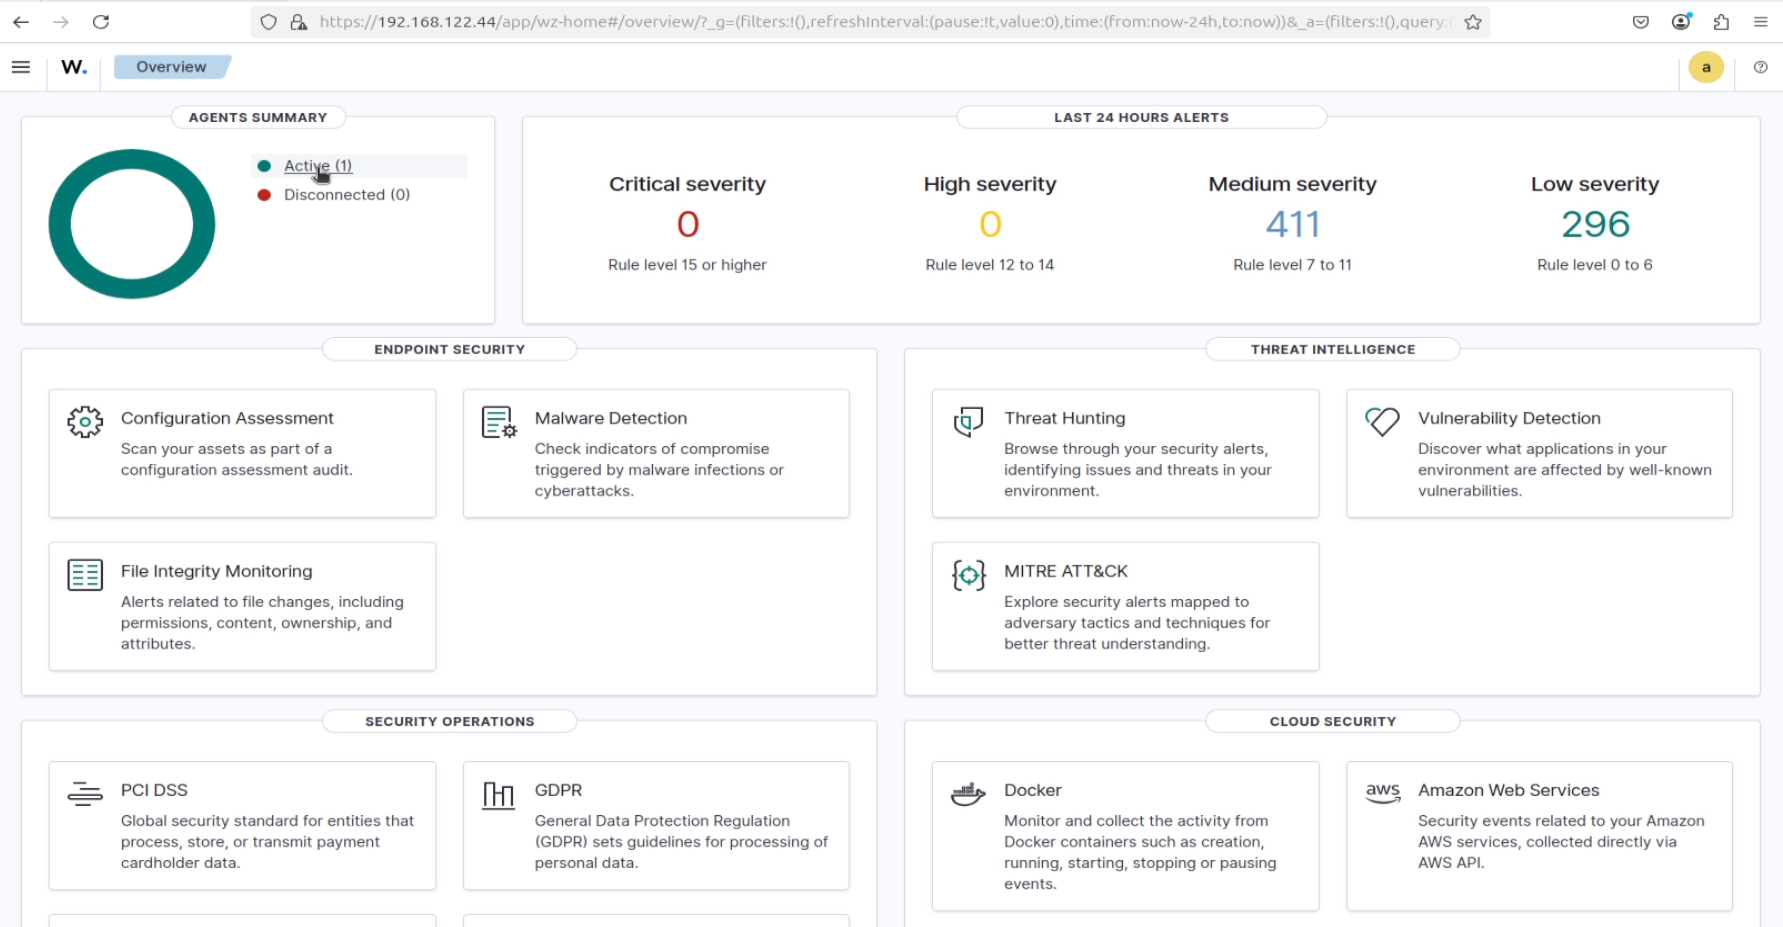 https://192.168.122.44/app/wz-home#/overview/?_g=(filters:!(),refreshInterval:(pause:!t,value:0),time:(from:now-24h,to:now))&_a=(filters:!(),query:(
W.
Overview
a
AGENTS SUMMARY
Active (1)
Disconnected (0)
LAST 24 HOURS ALERTS
Critical severity
0
Rule level 15 or higher
High severity
0
Rule level 12 to 14
Medium severity
411
Rule level 7 to 11
Low severity
296
Rule level 0 to 6
ENDPOINT SECURITY
Configuration Assessment
Scan your assets as part of a
configuration assessment audit.
Malware Detection
Check indicators of compromise
triggered by malware infections or
cyberattacks.
File Integrity Monitoring
Alerts related to file changes, including
permissions, content, ownership, and
attributes.
THREAT INTELLIGENCE
Threat Hunting
Browse through your security alerts,
identifying issues and threats in your
environment.
Vulnerability Detection
Discover what applications in your
environment are affected by well-known
vulnerabilities.
MITRE ATT&CK
Explore security alerts mapped to
adversary tactics and techniques for
better threat understanding.
SECURITY OPERATIONS
PCI DSS
Global security standard for entities that
process, store, or transmit payment
cardholder data.
GDPR
General Data Protection Regulation
(GDPR) sets guidelines for processing of
personal data.
CLOUD SECURITY
Docker
Monitor and collect the activity from
Docker containers such as creation,
running, starting, stopping or pausing
events.
aws
Amazon Web Services
Security events related to your Amazon
AWS services, collected directly via
AWS API.